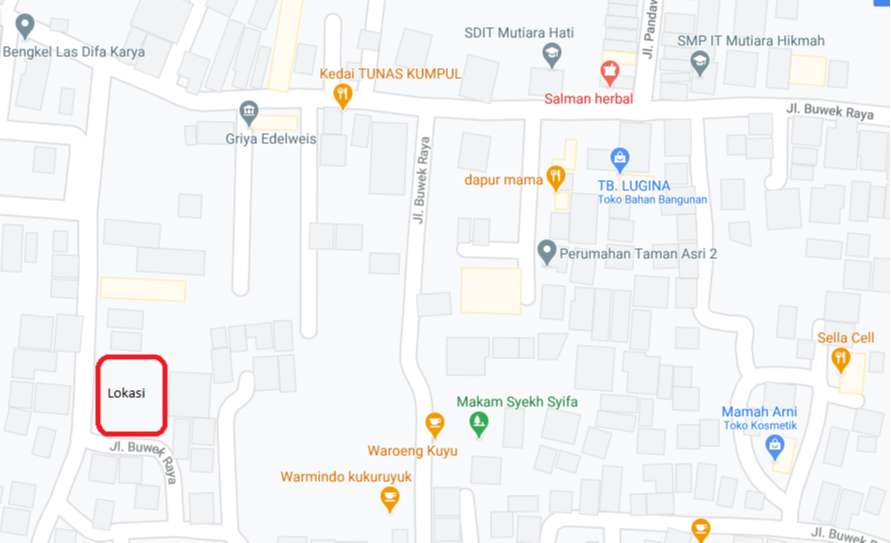 SDIT Mutiara Hati
Jl. Pandaw
SMP IT Mutiara Hikmah
Bengkel Las Difa Karya
Kedai TUNAS KUMPUL
Salman herbal
Jl. Buwek Raya
Griya Edelweis
Jl. Buwek Raya
dapur mama
TB. LUGINA
Toko Bahan Bangunan
Perumahan Taman Asri 2
Sella Cell
Lokasi
Makam Syekh Syifa
Mamah Arni
Toko Kosmetik
Jl. Buwek Raya
Waroeng Kuyu
Warmindo kukuruyuk
Jl. Buwek